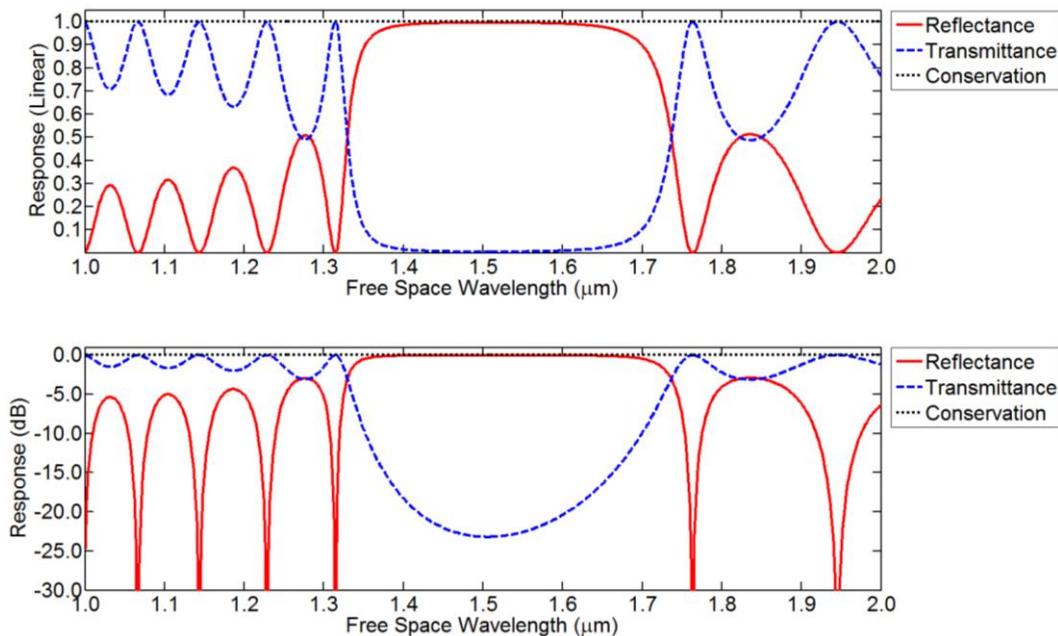 1.0
0.9
0.8
0.7
0.6
0.5
0.4
0.3
0.2
0.1
Response (Linear)
1.0 1.1 1.2 1.3 1.4 1.5 1.6 1.7 1.8 1.9 2.0
Free Space Wavelength (μm)
Reflectance
Transmittance
Conservation
0.0
-5.0
-10.0
-15.0
-20.0
-25.0
-30.0
Response (dB)
1.0 1.1 1.2 1.3 1.4 1.5 1.6 1.7 1.8 1.9 2.0
Free Space Wavelength (μm)
Reflectance
Transmittance
Conservation